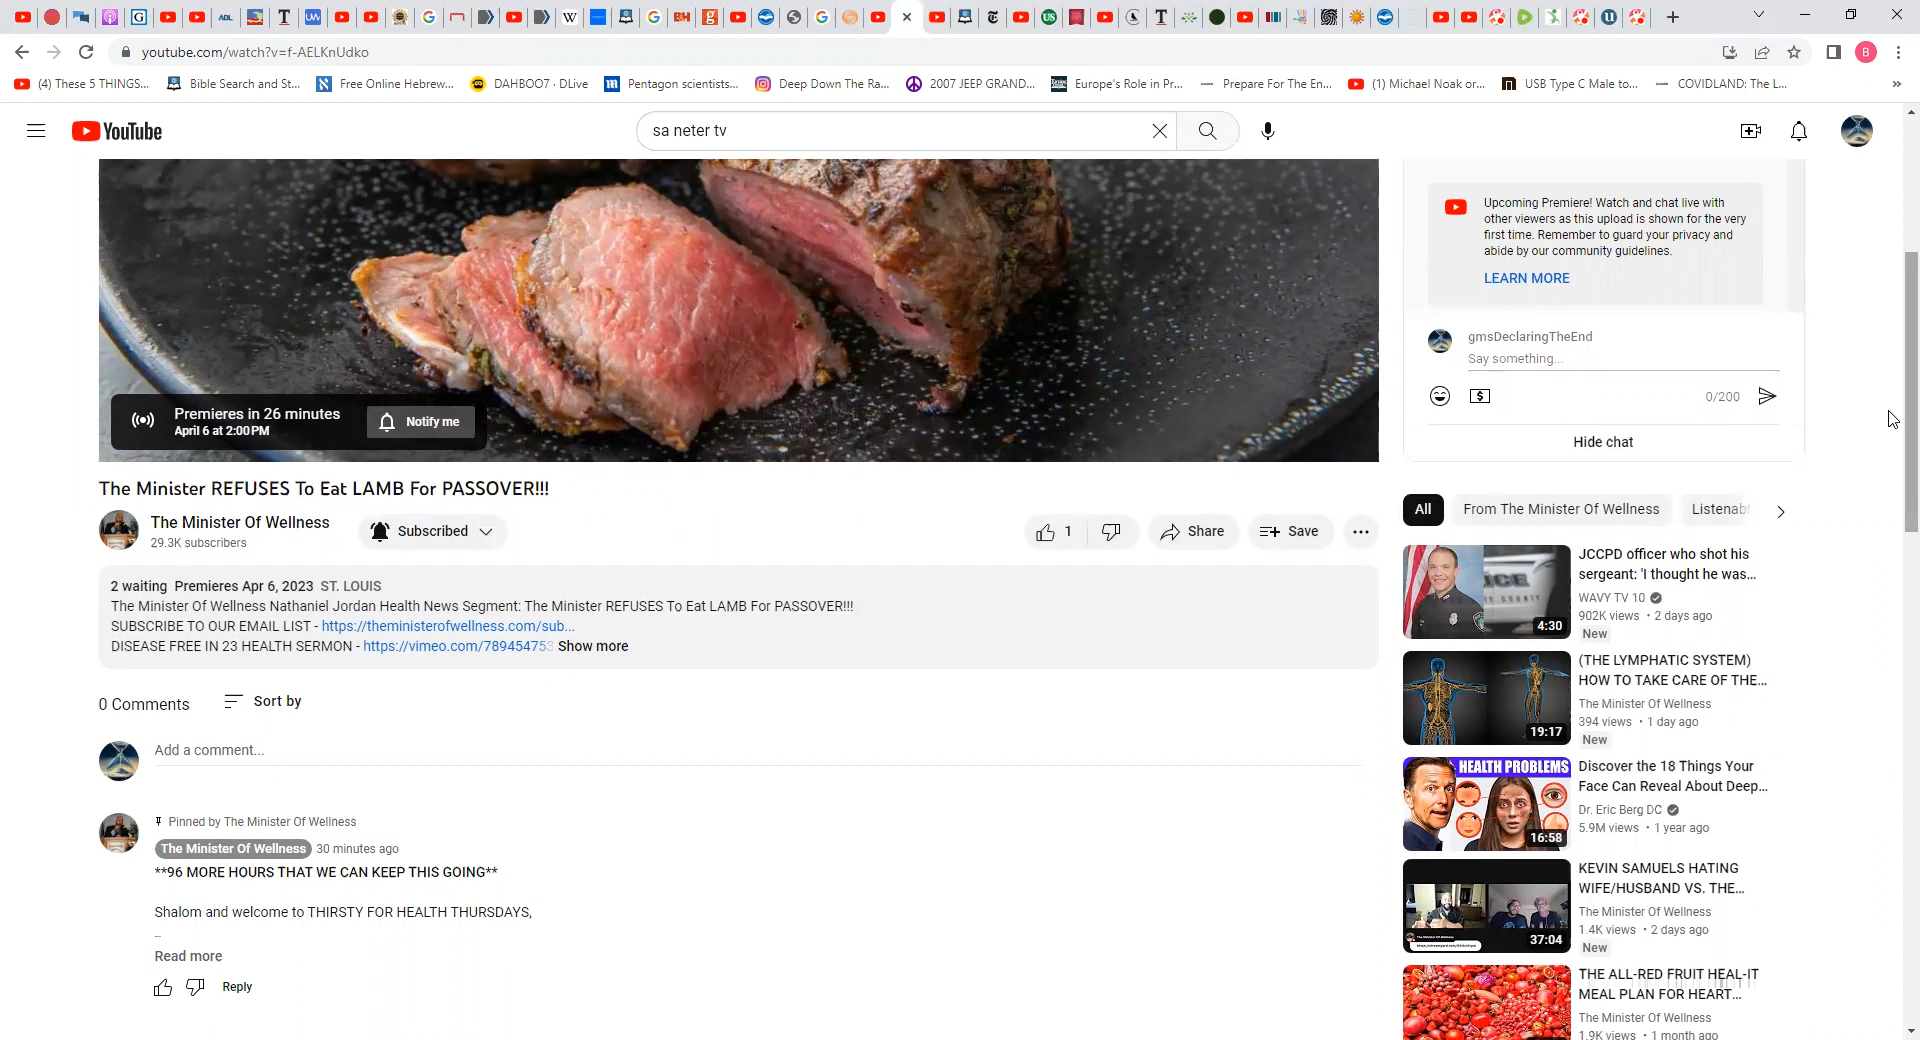 youtube.com/watch?v=f-AELKnUdko
(4) These 5 THINGS...
Bible Search and St...
Free Online Hebrew...
DAHBOO7 · DLive
Pentagon scientists...
Deep Down The Ra...
2007 JEEP GRAND...
Europe's Role in Pr...
Prepare For The En...
(1) Michael Noak or...
USB Type C Male to...
COVIDLAND: The L...
YouTube
sa neter tv
Premieres in 26 minutes
April 6 at 2:00 PM
Notify me
The Minister REFUSES To Eat LAMB For PASSOVER!!!
The Minister Of Wellness
29.3K subscribers
Subscribed
1
Share
Save
2 waiting Premieres Apr 6, 2023 ST. LOUIS
The Minister Of Wellness Nathaniel Jordan Health News Segment: The Minister REFUSES To Eat LAMB For PASSOVER!!!
SUBSCRIBE TO OUR EMAIL LIST - https://theministerofwellness.com/sub...
DISEASE FREE IN 23 HEALTH SERMON - https://vimeo.com/789454753 Show more
0 Comments
Sort by
Add a comment...
Pinned by The Minister Of Wellness
The Minister Of Wellness 30 minutes ago
**96 MORE HOURS THAT WE CAN KEEP THIS GOING**
Shalom and welcome to THIRSTY FOR HEALTH THURSDAYS,
Read more
Reply
Upcoming Premiere! Watch and chat live with
other viewers as this upload is shown for the very
first time. Remember to guard your privacy and
abide by our community guidelines.
LEARN MORE
gmsDeclaringTheEnd
Say something...
0/200
Hide chat
All
From The Minister Of Wellness
Listenab
JCCPD officer who shot his
sergeant: 'I thought he was...
WAVY TV 10
902K views • 2 days ago
New
4:30
(THE LYMPHATIC SYSTEM)
HOW TO TAKE CARE OF THE...
The Minister Of Wellness
394 views • 1 day ago
New
19:17
HEALTH PROBLEMS
Discover the 18 Things Your
Face Can Reveal About Deep...
Dr. Eric Berg DC
5.9M views • 1 year ago
16:58
KEVIN SAMUELS HATING
WIFE/HUSBAND VS. THE...
The Minister Of Wellness
1.4K views • 2 days ago
New
37:04
THE ALL-RED FRUIT HEAL-IT
MEAL PLAN FOR HEART...
The Minister Of Wellness
1.9K views • 1 month ago